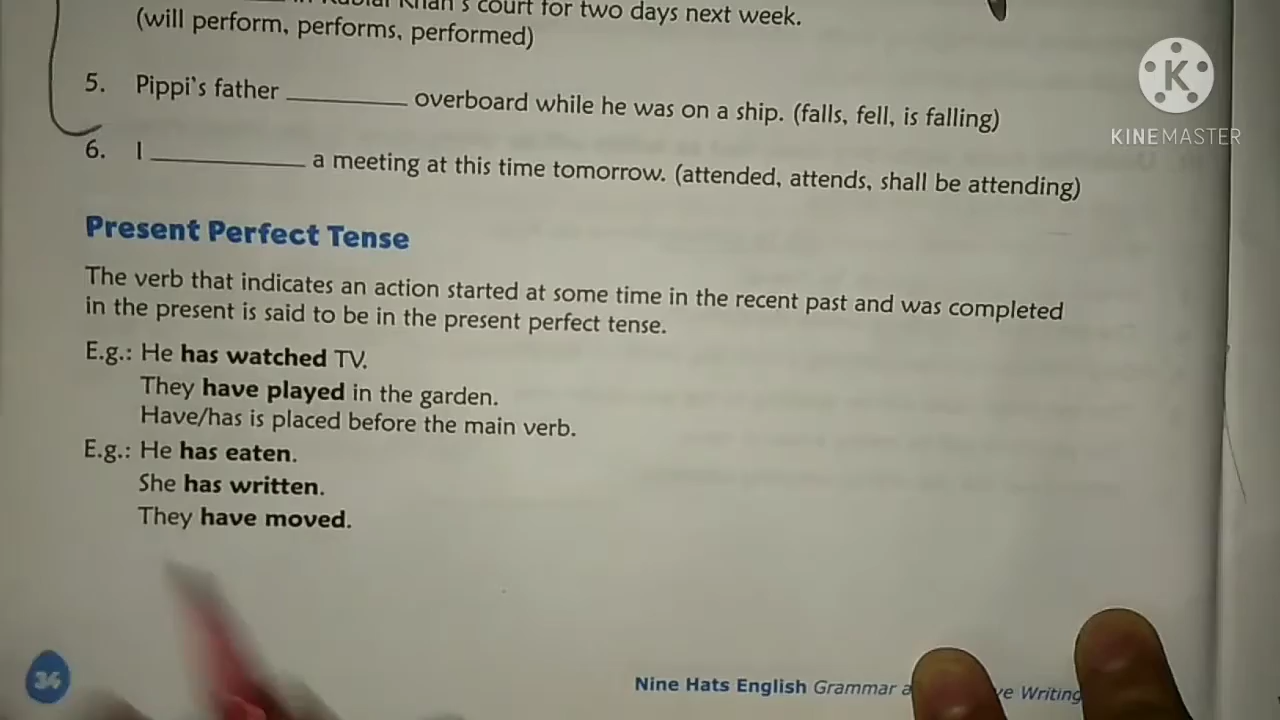 Khan's court for two days next week.
(will perform, performs, performed)
5. Pippi's father __________ overboard while he was on a ship. (falls, fell, is falling)
6. I _____________ a meeting at this time tomorrow. (attended, attends, shall be attending)
Present Perfect Tense
The verb that indicates an action started at some time in the recent past and was completed
in the present is said to be in the present perfect tense.
E.g.: He has watched TV.
They have played in the garden.
Have/has is placed before the main verb.
E.g.: He has eaten.
She has written.
They have moved.
34
Nine Hats English Grammar Writing
K
KINEMASTER